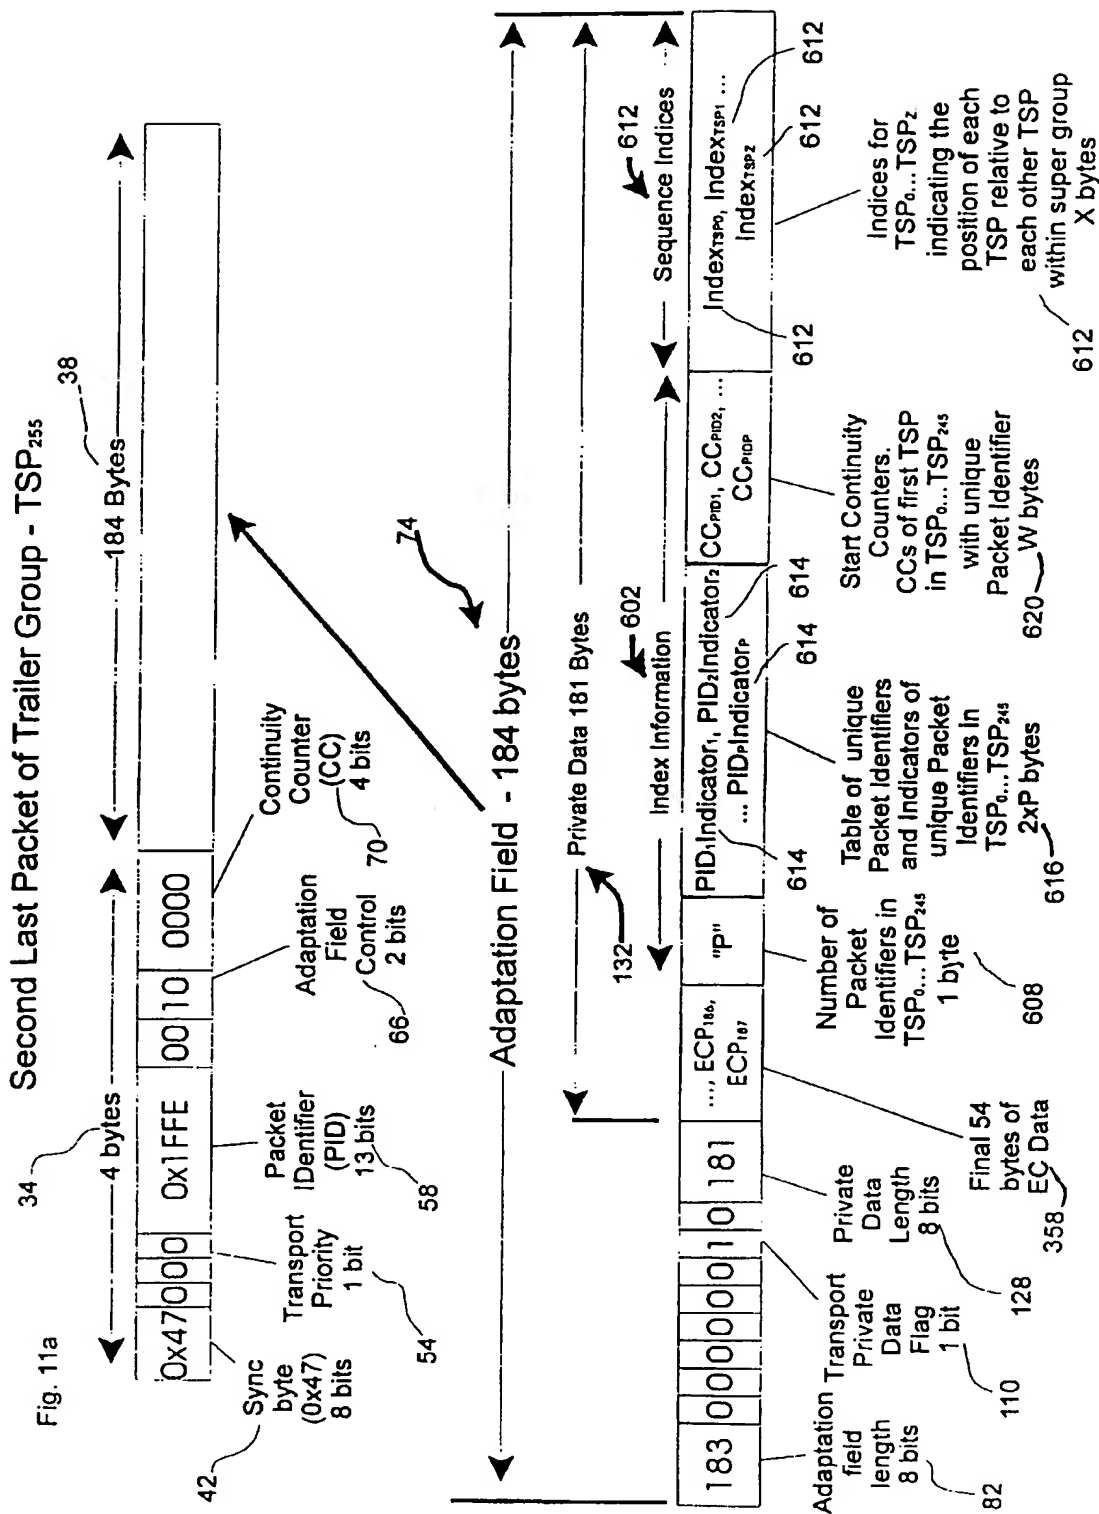 Second Last Packet of Trailer Group - TSP255
Fig. 11a
34
4 bytes
38
184 Bytes
0x47 0 0 0 0x1FFE 00 10 0000
42
Sync
byte
(0x47)
8 bits
Transport
Priority
1 bit
54
Packet
IDentifier
(PID)
13 bits
58
Adaptation
Field
Control
2 bits
66
Continuity
Counter
(CC)
4 bits
70
74
Adaptation Field - 184 bytes
Private Data 181 Bytes
132
602
Index Information
612
Sequence Indices
183 0 0 0 0 0 0 1 0 181
...., ECP186,
ECP187
"P"
PID1Indicator1, PID2Indicator2
... PIDPIndicatorP
CCPID1, CCPID2, ...
CCPIDP
IndexTSP0, IndexTSP1 ...
IndexTSPZ
614
614
614
612
612
612
Adaptation
field
length
8 bits
82
Transport
Private
Data
Flag
1 bit
110
Private
Data
Length
8 bits
128
Final 54
bytes of
EC Data
358
Number of
Packet
Identifiers in
TSP0... TSP245
1 byte
608
Table of unique
Packet Identifiers
and Indicators of
unique Packet
Identifiers In
TSP0... TSP245
2xP bytes
616
Start Continuity
Counters.
CCs of first TSP
in TSP0... TSP245
with unique
Packet Identifier
W bytes
620
Indices for
TSP0... TSPZ
indicating the
position of each
TSP relative to
each other TSP
within super group
X bytes
612